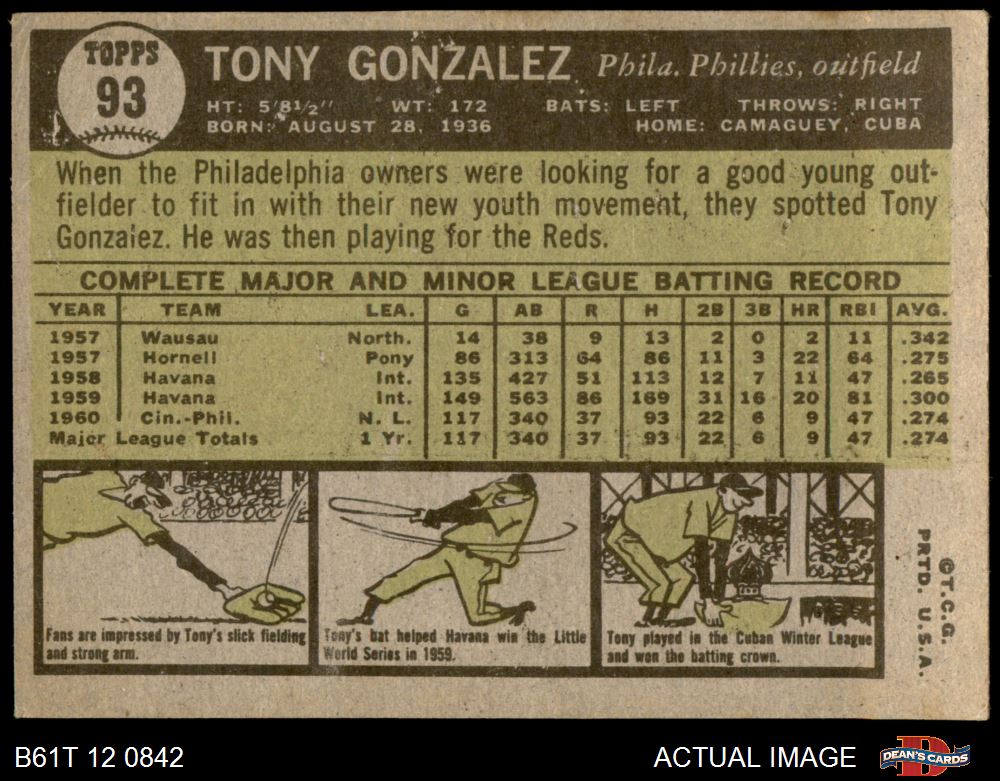 TOPPS
93
TONY GONZALEZ Phila. Phillies, outfield
HT: 5'8½" WT: 172 BATS: LEFT THROWS: RIGHT
BORN: AUGUST 28, 1936 HOME: CAMAGUEY, CUBA
When the Philadelphia owners were looking for a good young out-
fielder to fit in with their new youth movement, they spotted Tony
Gonzalez. He was then playing for the Reds.
COMPLETE MAJOR AND MINOR LEAGUE BATTING RECORD
YEAR TEAM LEA. G AB R H 2B 3B HR RBI AVG.
1957 Wausau North. 14 38 9 13 2 0 2 11 .342
1957 Hornell Pony 86 313 64 86 11 3 22 64 .275
1958 Havana Int. 135 427 51 113 12 7 11 47 .265
1959 Havana Int. 149 563 86 169 31 16 20 81 .300
1960 Cin.-Phil. N. L. 117 340 37 93 22 6 9 47 .274
Major League Totals 1 Yr. 117 340 37 93 22 6 9 47 .274
Fans are impressed by Tony's slick fielding
and strong arm.
Tony's bat helped Havana win the Little
World Series in 1959.
Tony played in the Cuban Winter League
and won the batting crown.
©T.C.G.
PRTD. U.S.A.
B61T 12 0842 ACTUAL IMAGE DEAN'S CARDS